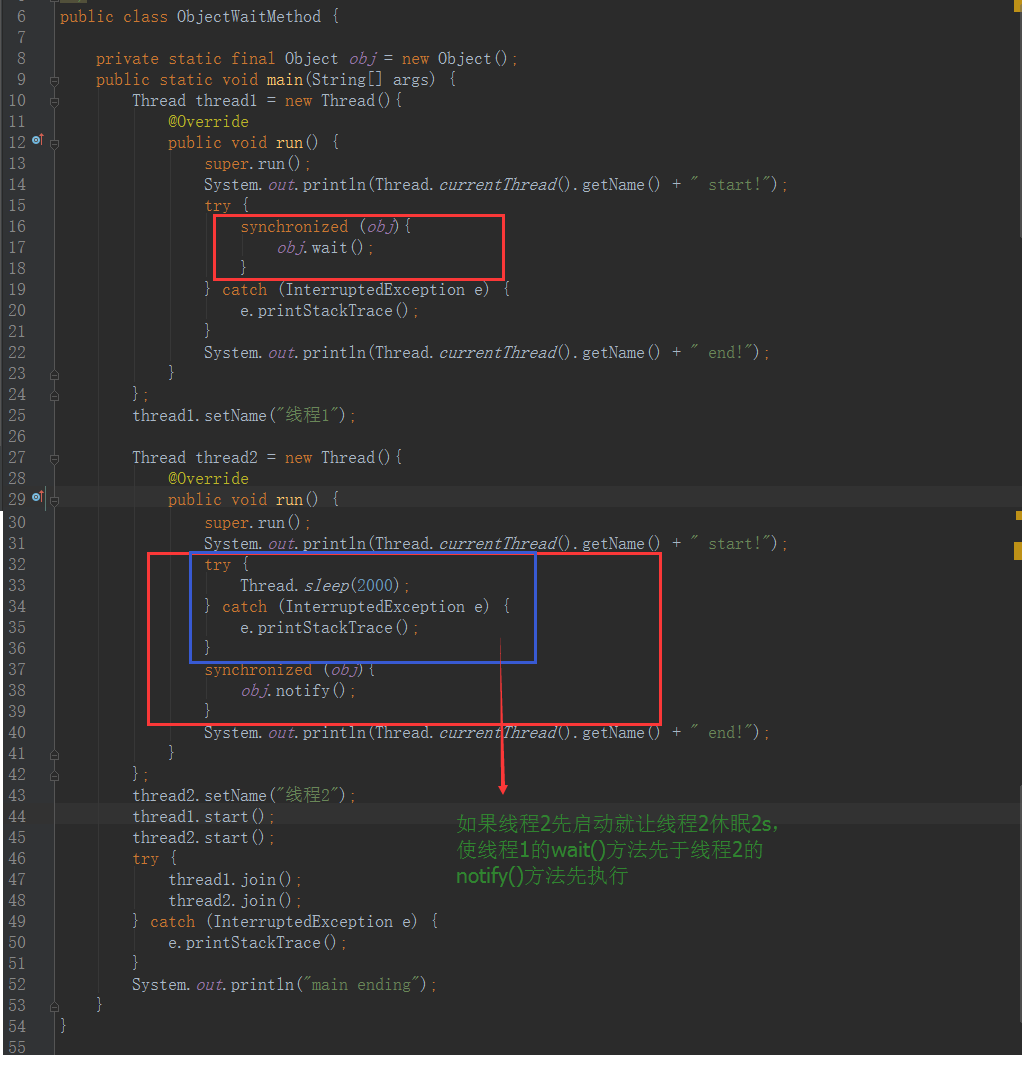 6 public class ObjectWaitMethod {
7
8 private static final Object obj = new Object();
9 public static void main(String[] args) {
10 Thread thread1 = new Thread(){
11 @Override
12 public void run() {
13 super.run();
14 System.out.println(Thread.currentThread().getName() + " start!");
15 try {
16 synchronized (obj){
17 obj.wait();
18 }
19 } catch (InterruptedException e) {
20 e.printStackTrace();
21 }
22 System.out.println(Thread.currentThread().getName() + " end!");
23 }
24 };
25 thread1.setName("线程1");
26
27 Thread thread2 = new Thread(){
28 @Override
29 public void run() {
30 super.run();
31 System.out.println(Thread.currentThread().getName() + " start!");
32 try {
33 Thread.sleep(2000);
34 } catch (InterruptedException e) {
35 e.printStackTrace();
36 }
37 synchronized (obj){
38 obj.notify();
39 }
40 System.out.println(Thread.currentThread().getName() + " end!");
41 }
42 };
43 thread2.setName("线程2");
44 thread1.start();
45 thread2.start();
46 try {
47 thread1.join();
48 thread2.join();
49 } catch (InterruptedException e) {
50 e.printStackTrace();
51 }
52 System.out.println("main ending");
53 }
54 }
55
如果线程2先启动就让线程2休眠2s，
使线程1的wait()方法先于线程2的
notify()方法先执行